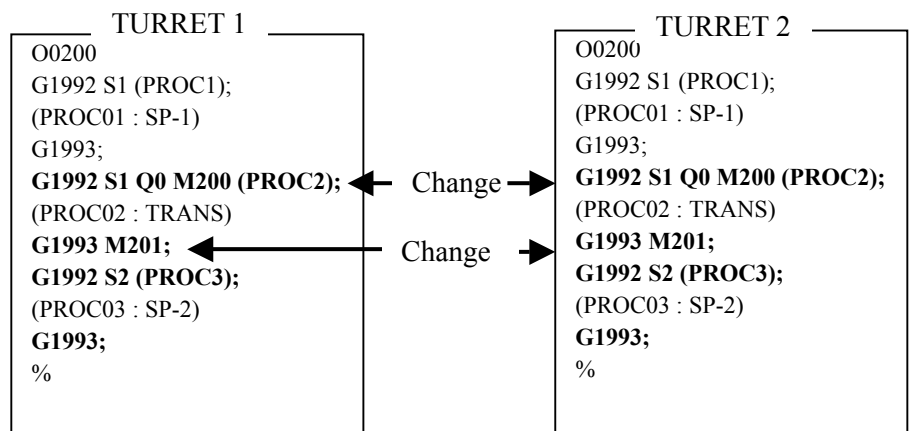 TURRET 1
O0200
G1992 S1 (PROC1);
(PROC01 : SP-1)
G1993;
G1992 S1 Q0 M200 (PROC2);
(PROC02 : TRANS)
G1993 M201;
G1992 S2 (PROC3);
(PROC03 : SP-2)
G1993;
%
Change
Change
TURRET 2
O0200
G1992 S1 (PROC1);
(PROC01 : SP-1)
G1993;
G1992 S1 Q0 M200 (PROC2);
(PROC02 : TRANS)
G1993 M201;
G1992 S2 (PROC3);
(PROC03 : SP-2)
G1993;
%